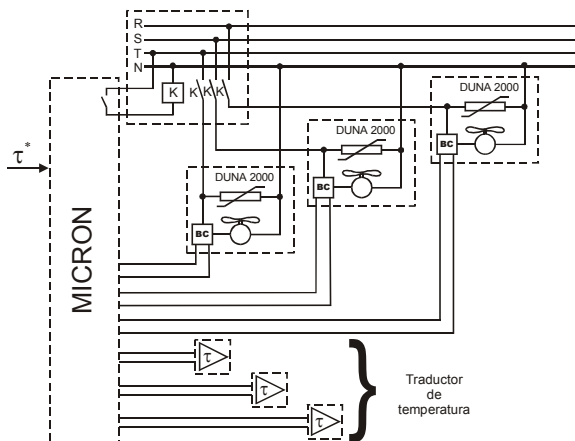 R
S
T
N
K
K
K
K
DUNA 2000
BC
DUNA 2000
BC
DUNA 2000
BC
τ*
MICRON
τ
τ
τ
Traductor
de
temperatura